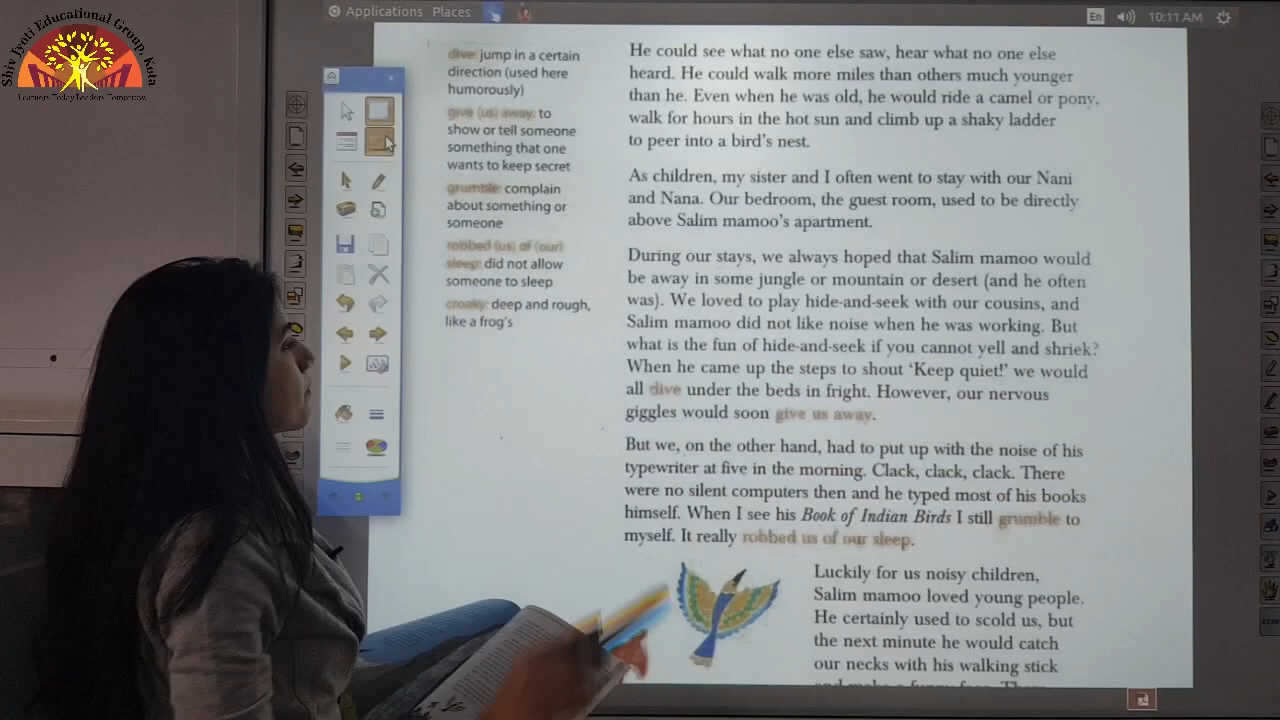 Shiv Jyoti Educational Group, Kota
Learners Today Leaders Tomorrow
Applications Places
En
10:11 AM
dive: jump in a certain
direction (used here
humorously)
give (us) away: to
show or tell someone
something that one
wants to keep secret
grumble: complain
about something or
someone
robbed (us) of (our)
sleep: did not allow
someone to sleep
croaky: deep and rough,
like a frog's
He could see what no one else saw, hear what no one else
heard. He could walk more miles than others much younger
than he. Even when he was old, he would ride a camel or pony,
walk for hours in the hot sun and climb up a shaky ladder
to peer into a bird's nest.
As children, my sister and I often went to stay with our Nani
and Nana. Our bedroom, the guest room, used to be directly
above Salim mamoo's apartment.
During our stays, we always hoped that Salim mamoo would
be away in some jungle or mountain or desert (and he often
was). We loved to play hide-and-seek with our cousins, and
Salim mamoo did not like noise when he was working. But
what is the fun of hide-and-seek if you cannot yell and shriek?
When he came up the steps to shout 'Keep quiet!' we would
all dive under the beds in fright. However, our nervous
giggles would soon give us away.
But we, on the other hand, had to put up with the noise of his
typewriter at five in the morning. Clack, clack, clack. There
were no silent computers then and he typed most of his books
himself. When I see his Book of Indian Birds I still grumble to
myself. It really robbed us of our sleep.
Luckily for us noisy children,
Salim mamoo loved young people.
He certainly used to scold us, but
the next minute he would catch
our necks with his walking stick
and make a funny face.